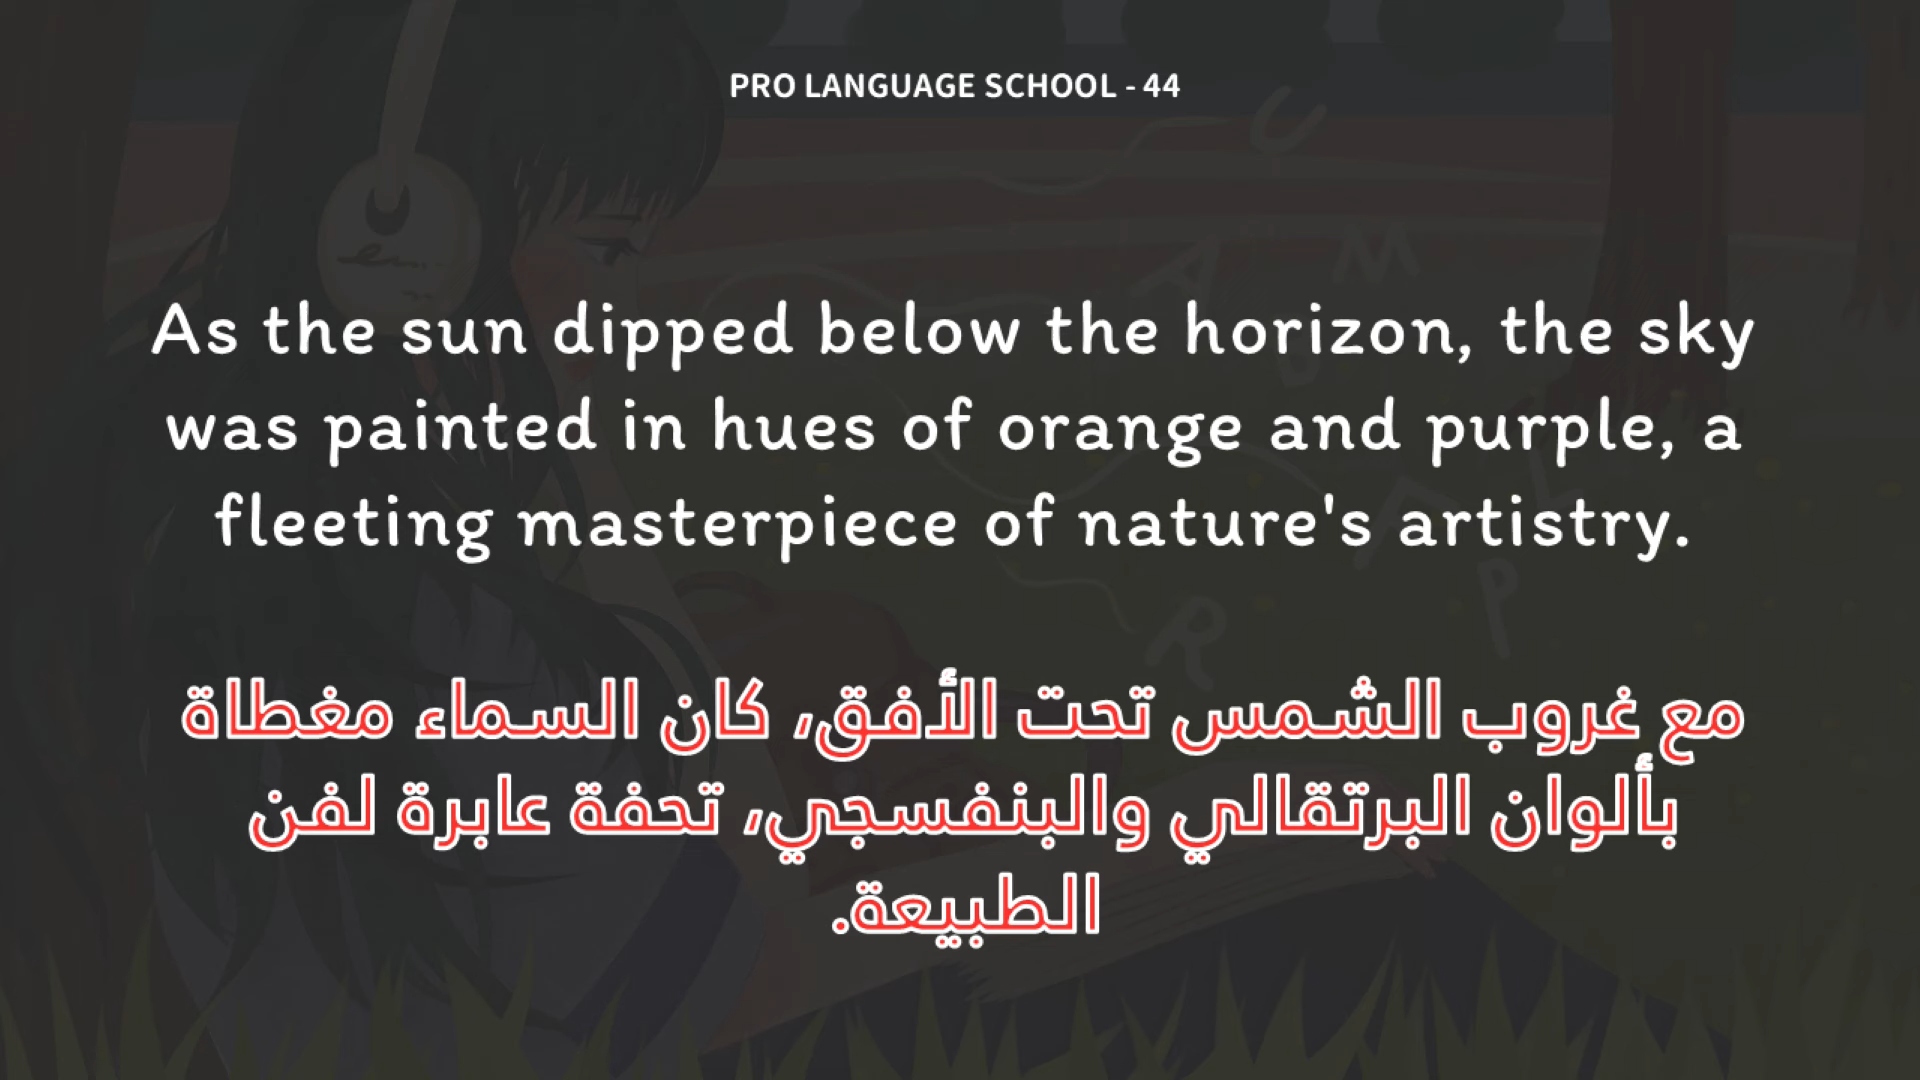 PRO LANGUAGE SCHOOL - 44
As the sun dipped below the horizon, the sky
was painted in hues of orange and purple, a
fleeting masterpiece of nature's artistry.
مع غروب الشمس تحت الأفق، كان السماء مغطاة
بألوان البرتقالي والبنفسجي، تحفة عابرة لفن
الطبيعة.